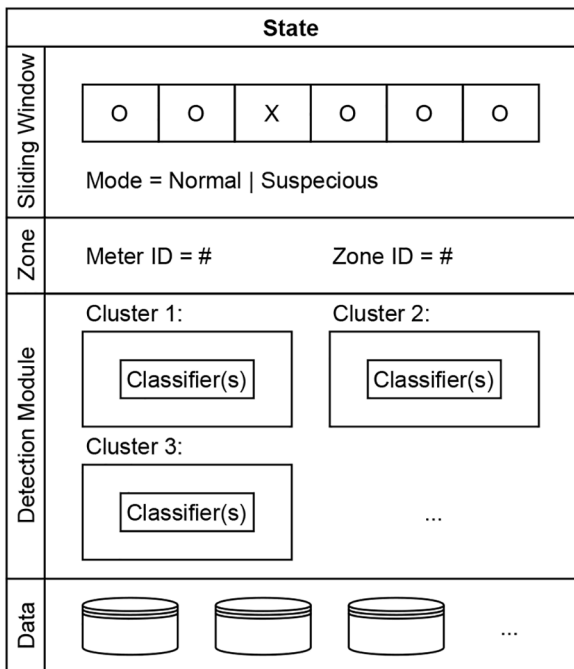 State
Sliding Window
O O X O O O
Mode = Normal | Suspecious
Zone
Meter ID = # Zone ID = #
Detection Module
Cluster 1: Cluster 2:
Classifier(s) Classifier(s)
Cluster 3:
Classifier(s) ...
Data
...